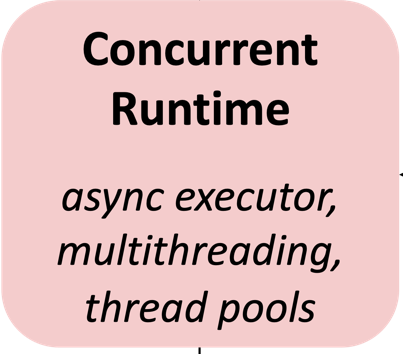 Concurrent
Runtime
async executor,
multithreading,
thread pools